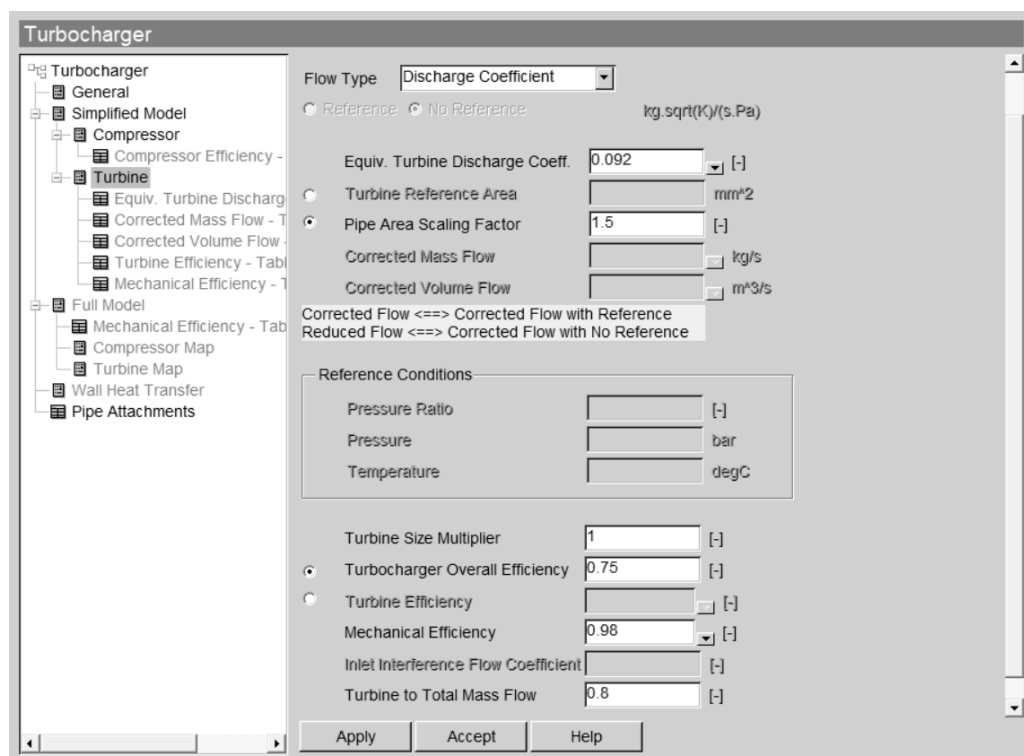 Turbocharger
Turbocharger
General
Simplified Model
Compressor
Compressor Efficiency -
Turbine
Equiv. Turbine Discharg
Corrected Mass Flow - T
Corrected Volume Flow -
Turbine Efficiency - Tabl
Mechanical Efficiency - T
Full Model
Mechanical Efficiency - Tab
Compressor Map
Turbine Map
Wall Heat Transfer
Pipe Attachments
Flow Type Discharge Coefficient
Reference No Reference kg.sqrt(K)/(s.Pa)
Equiv. Turbine Discharge Coeff. 0.092 [-]
Turbine Reference Area mm^2
Pipe Area Scaling Factor 1.5 [-]
Corrected Mass Flow kg/s
Corrected Volume Flow m^3/s
Corrected Flow <==> Corrected Flow with Reference
Reduced Flow <==> Corrected Flow with No Reference
Reference Conditions
Pressure Ratio [-]
Pressure bar
Temperature degC
Turbine Size Multiplier 1 [-]
Turbocharger Overall Efficiency 0.75 [-]
Turbine Efficiency [-]
Mechanical Efficiency 0.98 [-]
Inlet Interference Flow Coefficient [-]
Turbine to Total Mass Flow 0.8 [-]
Apply Accept Help